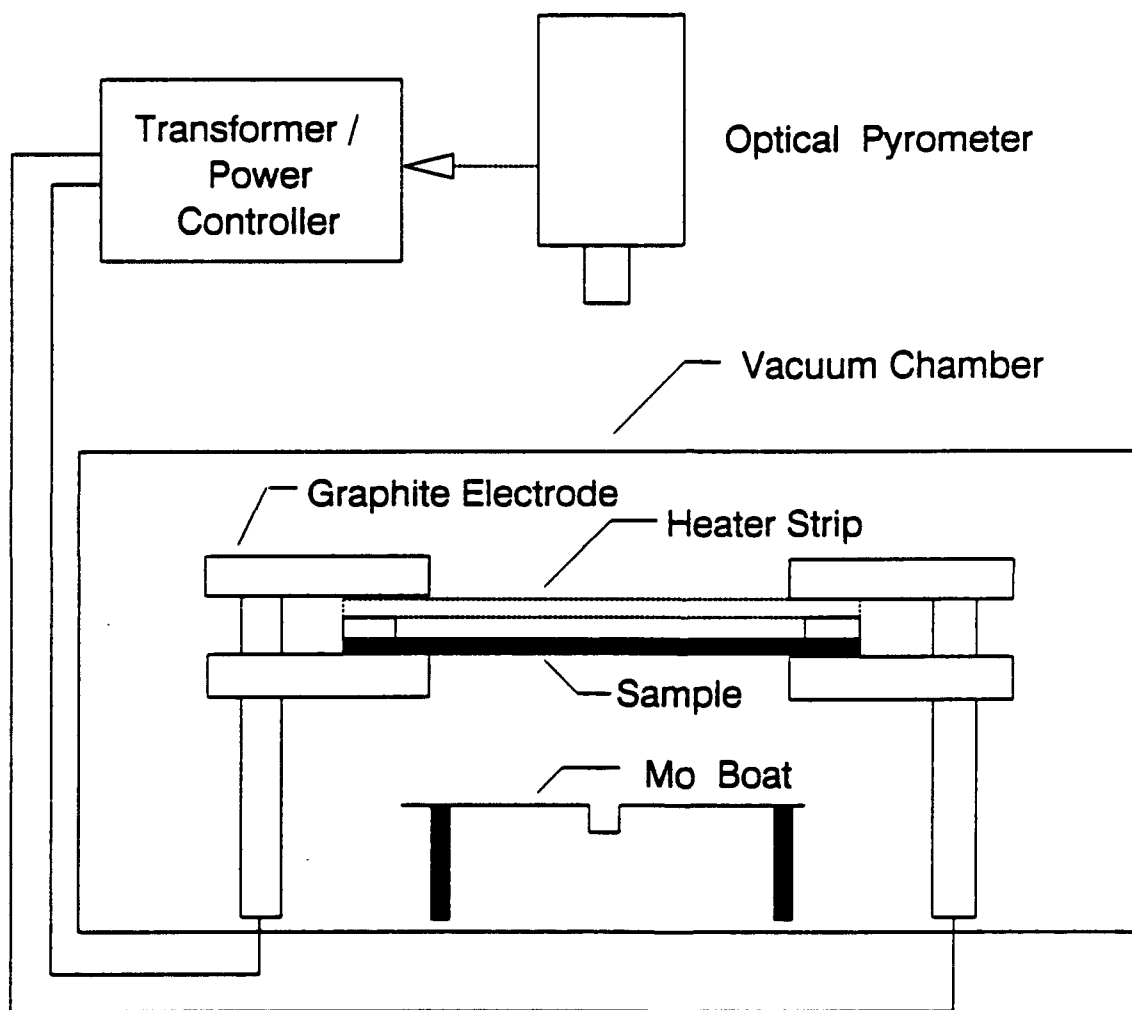 Transformer /
Power
Controller
Optical Pyrometer
Vacuum Chamber
Graphite Electrode
Heater Strip
Sample
Mo Boat